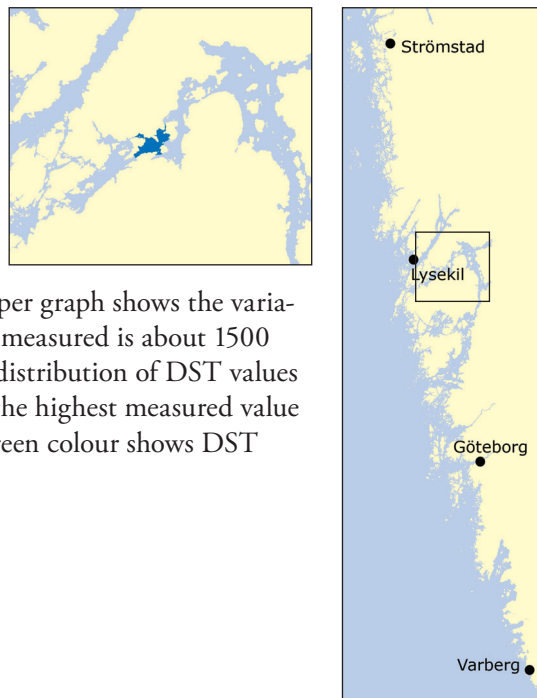 per graph shows the varia-
measured is about 1500
distribution of DST values
he highest measured value
reen colour shows DST
Strömstad
Lysekil
Göteborg
Varberg